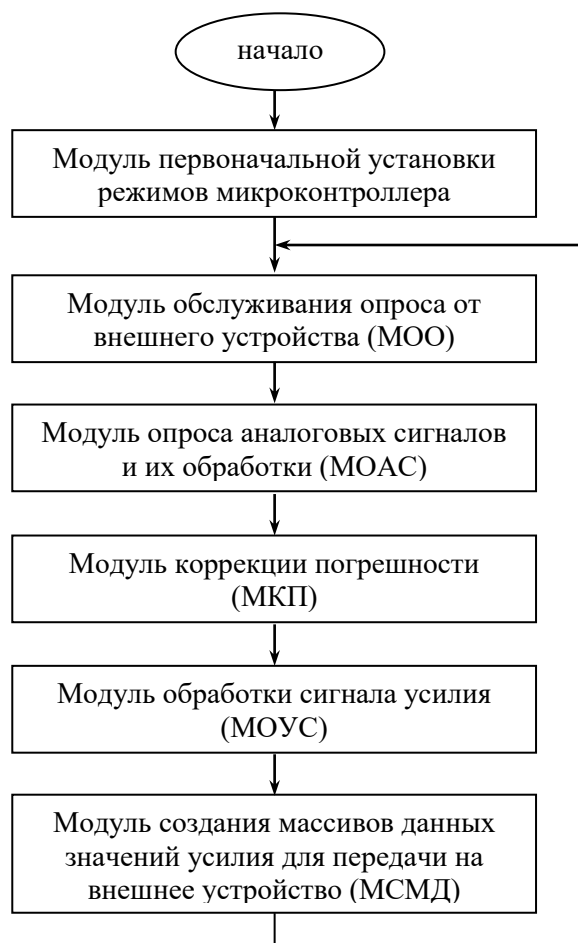 начало
Модуль первоначальной установки
режимов микроконтроллера
Модуль обслуживания опроса от
внешнего устройства (МОО)
Модуль опроса аналоговых сигналов
и их обработки (МОАС)
Модуль коррекции погрешности
(МКП)
Модуль обработки сигнала усилия
(МОУС)
Модуль создания массивов данных
значений усилия для передачи на
внешнее устройство (МСМД)